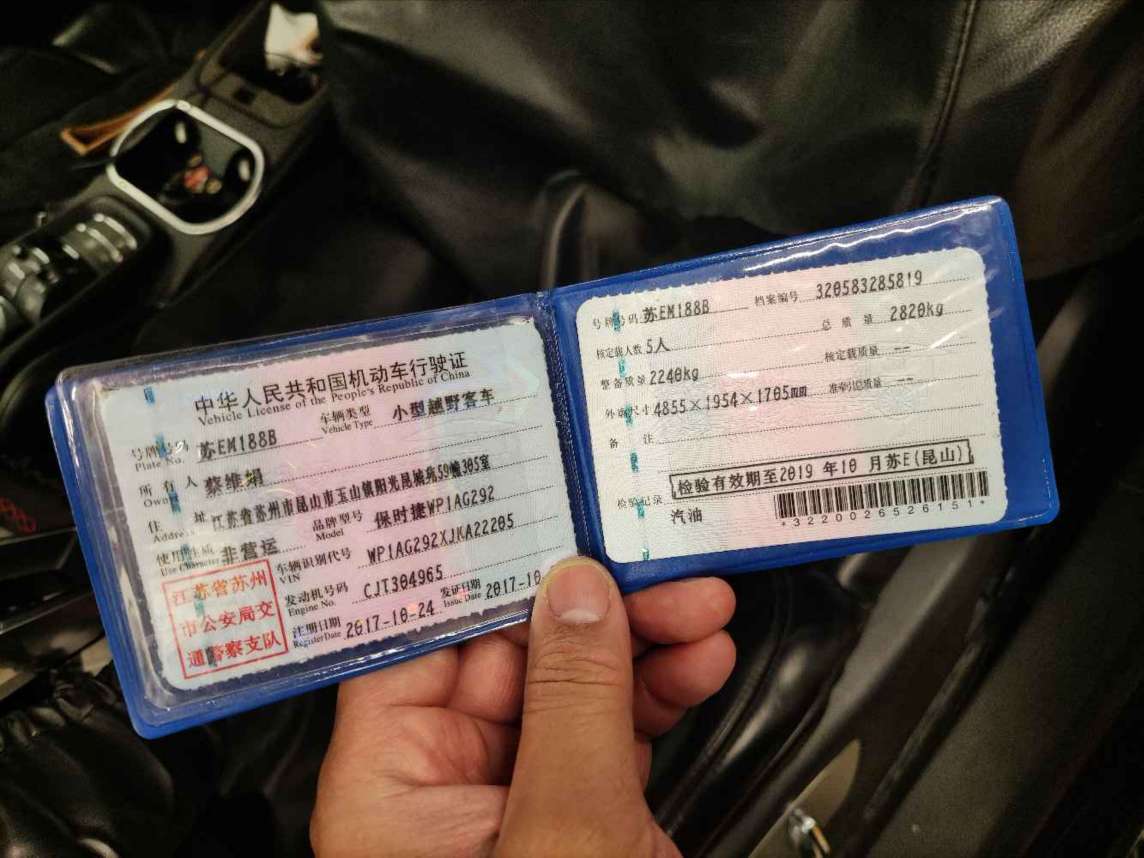 中华人民共和国机动车行驶证
Vehicle License of the People's Republic of China
号牌号码 苏EM188B 车辆类型 小型越野客车
Plate No. Vehicle Type
所有人 蔡维娟
Owner
住址 江苏省苏州市昆山市玉山镇阳光昆城苑59幢305室
Address
使用性质 非营运 品牌型号 保时捷WP1AG292
Use Character Model
江苏省苏州
市公安局交
通警察支队
车辆识别代号 WP1AG292XJKA22205
VIN
发动机号码 CJT304965
Engine No.
注册日期 2017-10-24 发证日期 2017-10
Register Date Issue Date
号牌号码 苏EM188B 档案编号 320583285819
核定载人数 5人 总质量 2820kg
整备质量 2240kg 核定载质量 --
外廓尺寸 4855×1954×1705mm 准牵引总质量 --
备注
检验有效期至2019年10月苏E(昆山)
检验记录
汽油
*3220026526151*